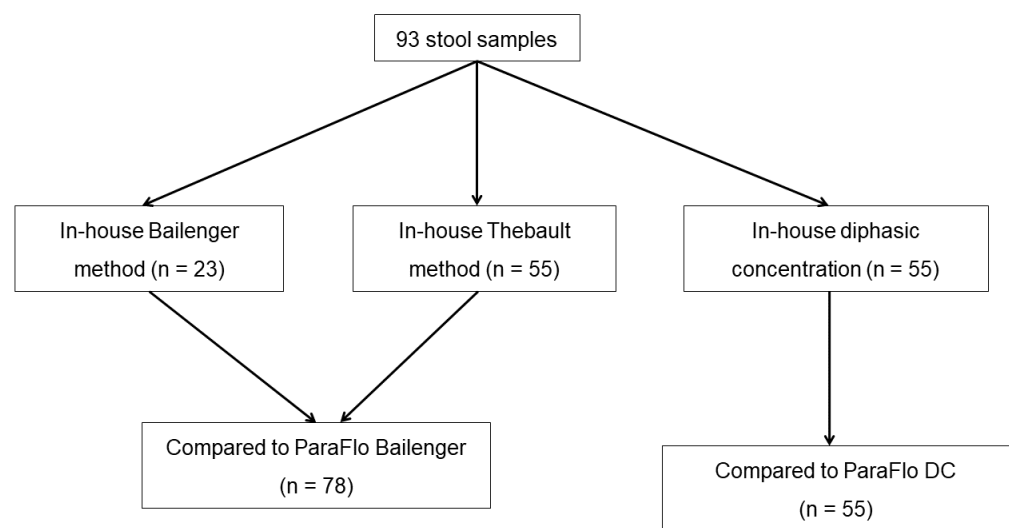 93 stool samples
In-house Bailenger
method (n = 23)
In-house Thebault
method (n = 55)
In-house diphasic
concentration (n = 55)
Compared to ParaFlo Bailenger
(n = 78)
Compared to ParaFlo DC
(n = 55)